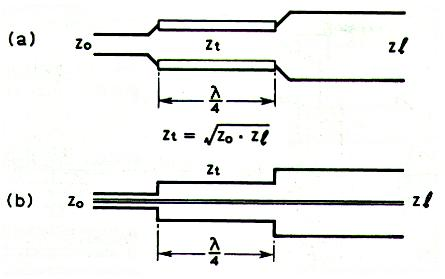 (a) Zo Zt Zl
λ/4
Zt = √Zo · Zl
Zt
(b) Zo Zl
λ/4